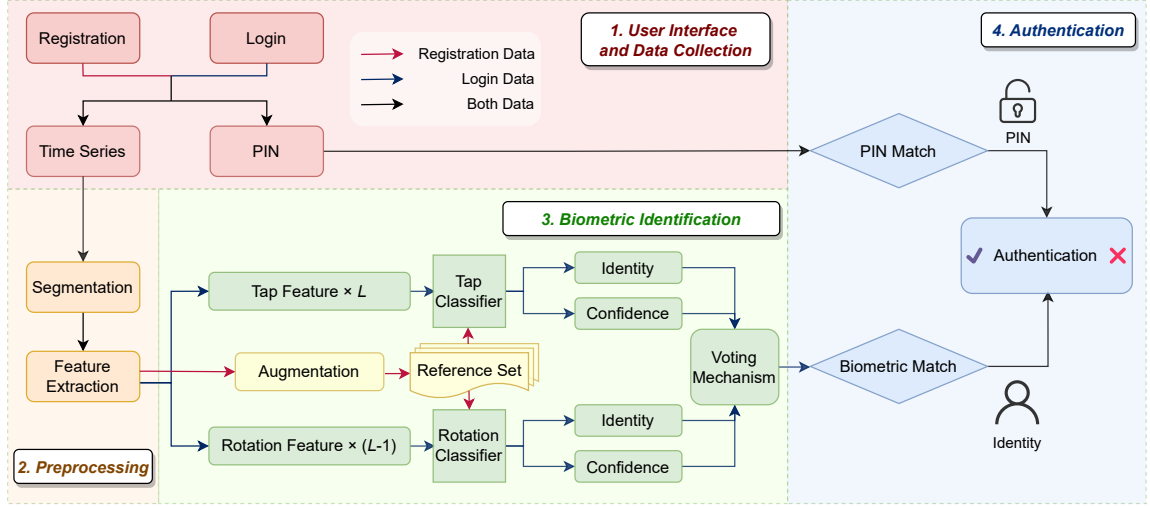 Registration
Login
Registration Data
Login Data
Both Data
1. User Interface
and Data Collection
Time Series
PIN
4. Authentication
PIN
PIN Match
Authentication
Biometric Match
Identity
Segmentation
Feature
Extraction
2. Preprocessing
3. Biometric Identification
Tap Feature × L
Tap
Classifier
Identity
Confidence
Augmentation
Reference Set
Voting
Mechanism
Rotation Feature × (L-1)
Rotation
Classifier
Identity
Confidence